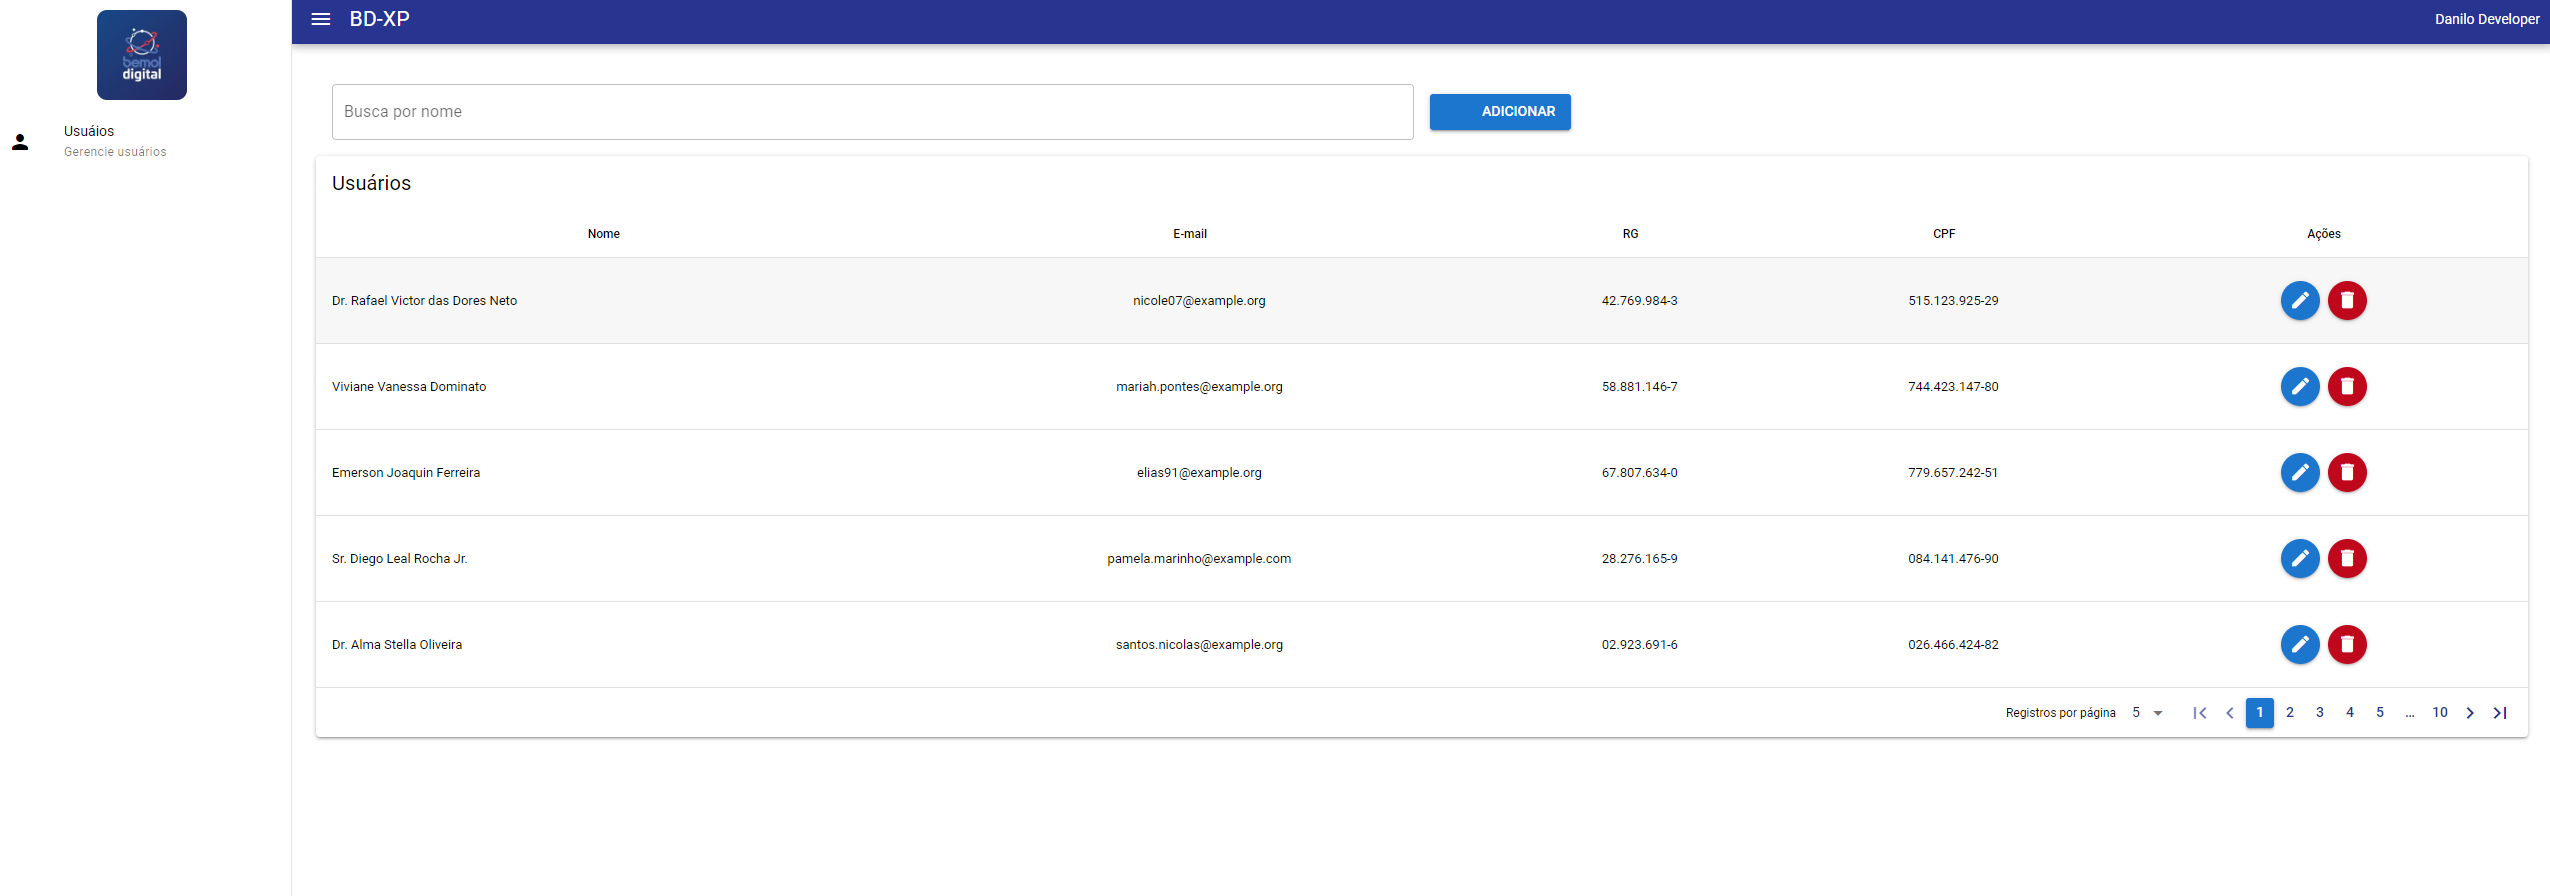 bemol
digital
Usuáios
Gerencie usuários
BD-XP
Danilo Developer
Busca por nome
ADICIONAR
Usuários
Nome E-mail RG CPF Ações
Dr. Rafael Victor das Dores Neto nicole07@example.org 42.769.984-3 515.123.925-29
Viviane Vanessa Dominato mariah.pontes@example.org 58.881.146-7 744.423.147-80
Emerson Joaquin Ferreira elias91@example.org 67.807.634-0 779.657.242-51
Sr. Diego Leal Rocha Jr. pamela.marinho@example.com 28.276.165-9 084.141.476-90
Dr. Alma Stella Oliveira santos.nicolas@example.org 02.923.691-6 026.466.424-82
Registros por página 5 1 2 3 4 5 ... 10